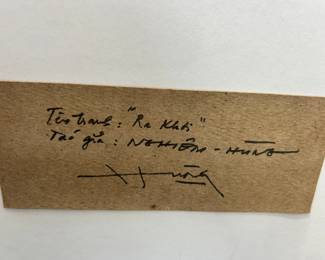 Tên tranh: "Ra Khơi"
Tác giả: NGHIÊM - HÙNG